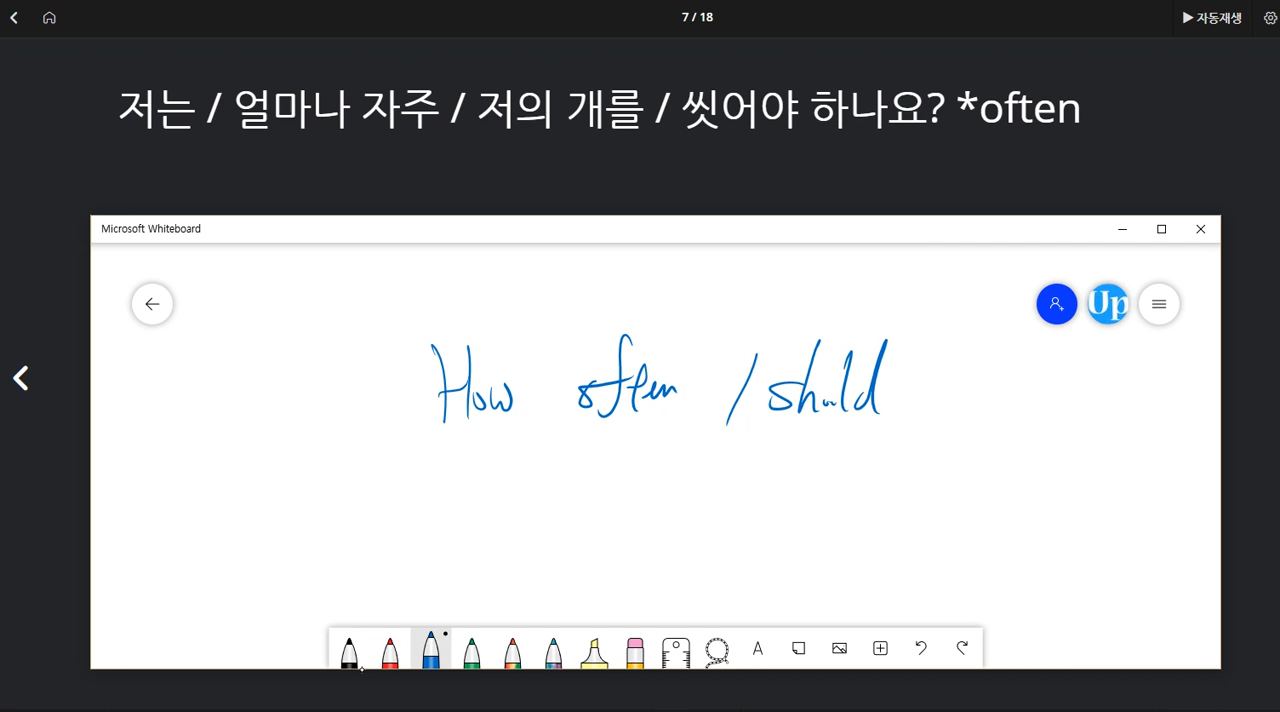 7 / 18
▶ 자동재생
저는 / 얼마나 자주 / 저의 개를 / 씻어야 하나요? *often
Microsoft Whiteboard
Up
How often / should
A